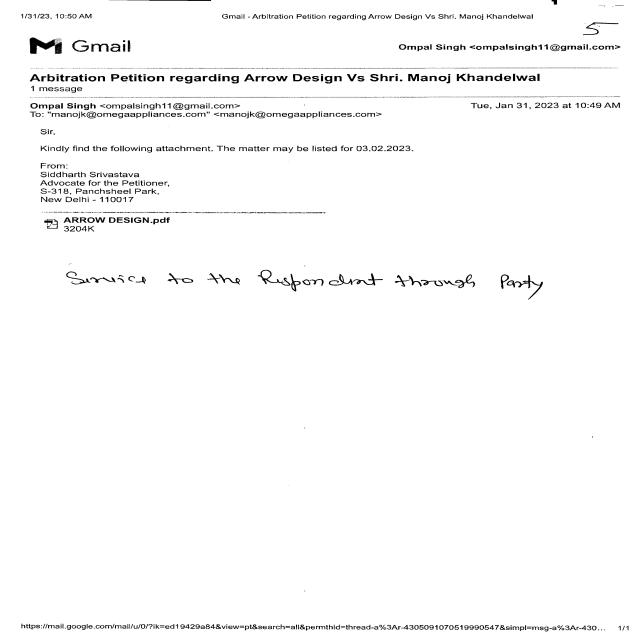 1/31/23, 10:50 AM Gmail - Arbitration Petition regarding Arrow Design Vs Shri. Manoj Khandelwal
5
Gmail Ompal Singh <ompalsingh11@gmail.com>
Arbitration Petition regarding Arrow Design Vs Shri. Manoj Khandelwal
1 message
Ompal Singh <ompalsingh11@gmail.com> Tue, Jan 31, 2023 at 10:49 AM
To: "manojk@omegaappliances.com" <manojk@omegaappliances.com>
Sir,
Kindly find the following attachment. The matter may be listed for 03.02.2023.
From:
Siddharth Srivastava
Advocate for the Petitioner,
S-318, Panchsheel Park,
New Delhi - 110017
ARROW DESIGN.pdf
3204K
Service to the Respondent through Party
https://mail.google.com/mail/u/0/?ik=ed19429a84&view=pt&search=all&permthid=thread-a%3Ar-4305091070519990547&simpl=msg-a%3Ar-430... 1/1